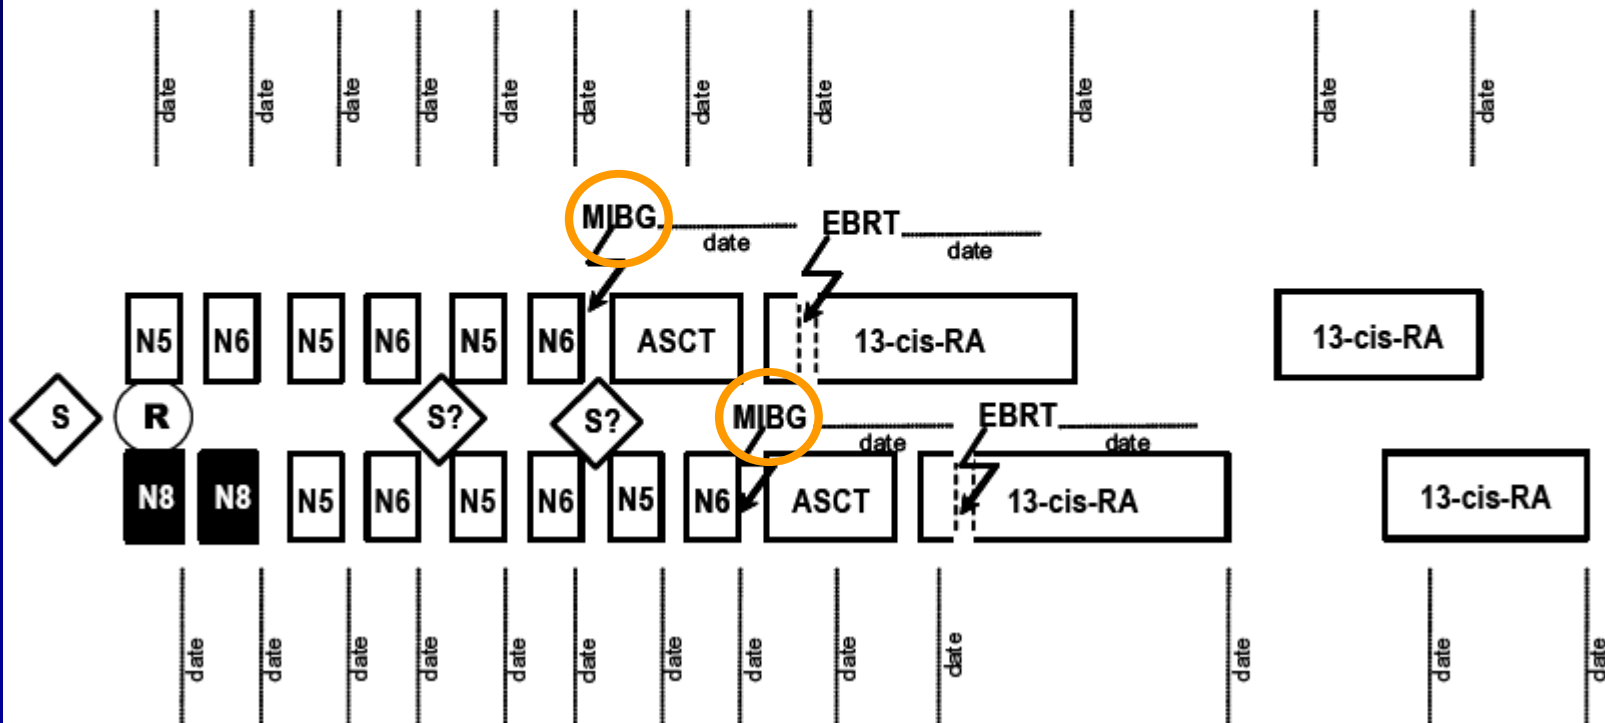 date date date date date date date date date date date
MIBG EBRT
date date
N5 N6 N5 N6 N5 N6 ASCT 13-cis-RA 13-cis-RA
S R S? S? MIBG EBRT
date date
N8 N8 N5 N6 N5 N6 N5 N6 ASCT 13-cis-RA 13-cis-RA
date date date date date date date date date date date date date